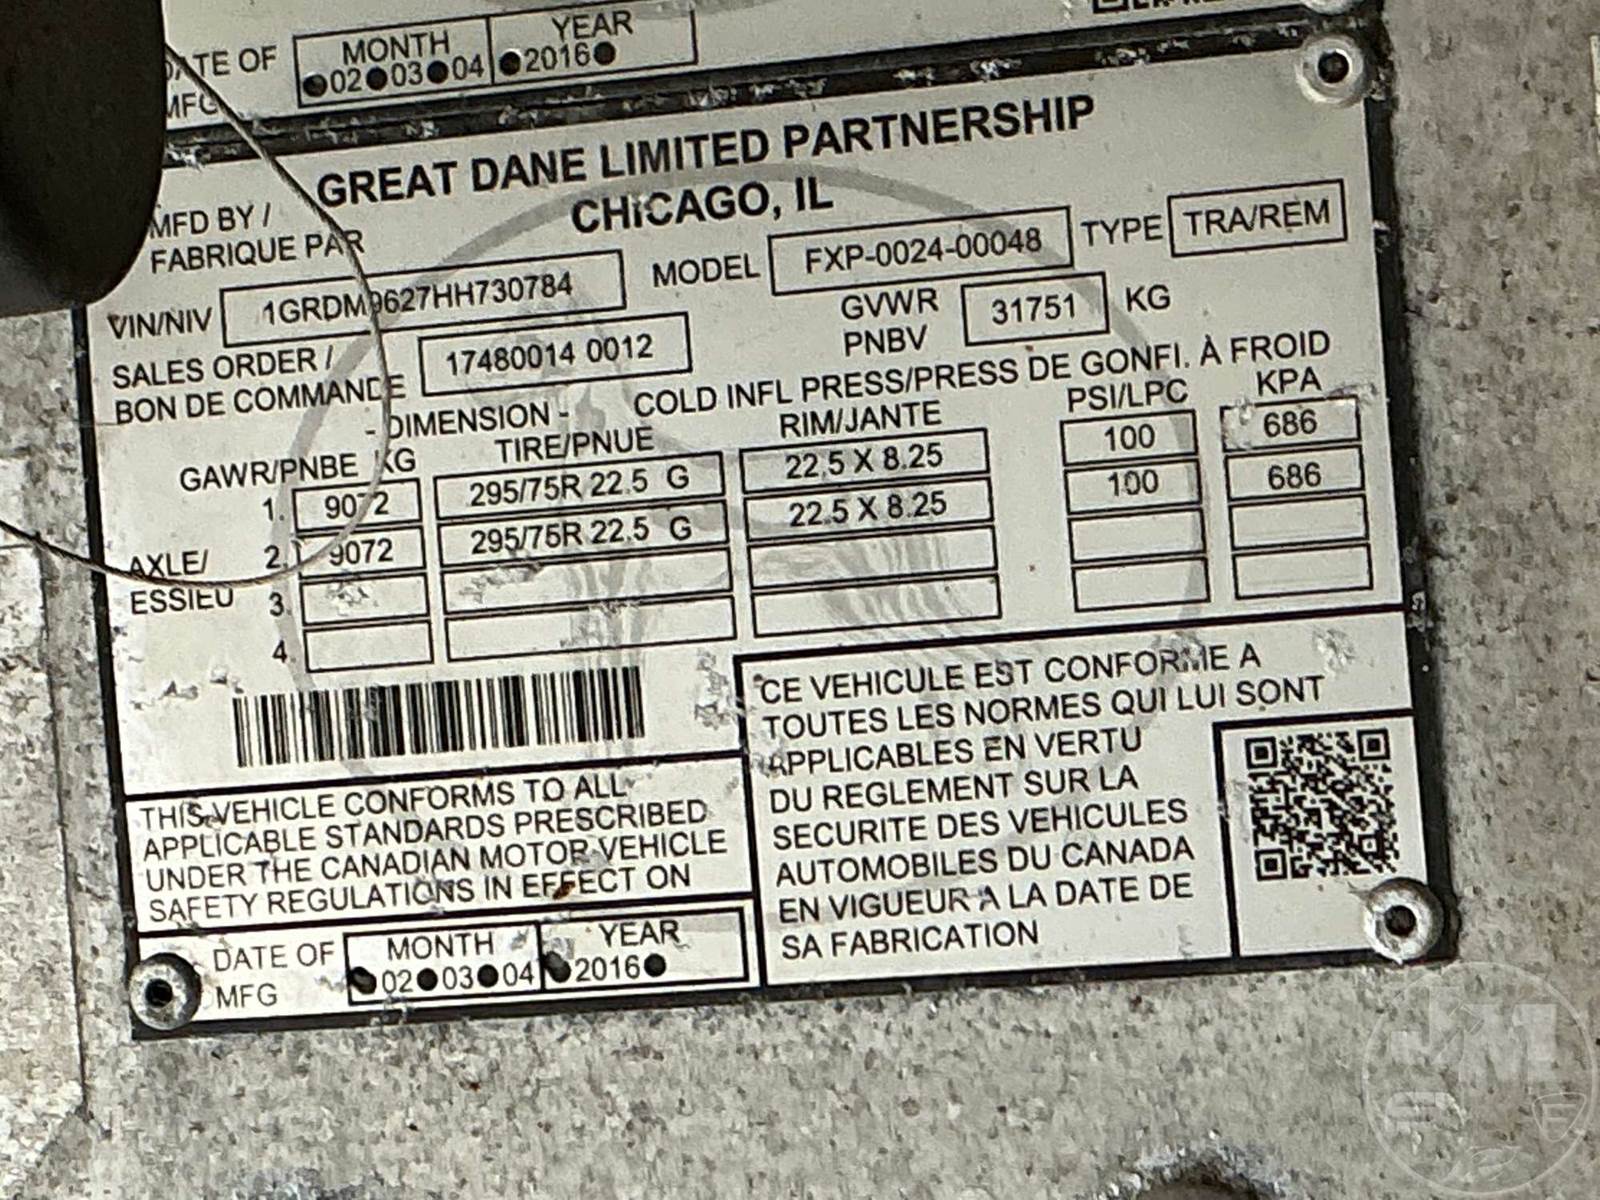 DATE OF MFG
MONTH YEAR
02 03 04 2016
GREAT DANE LIMITED PARTNERSHIP
CHICAGO, IL
MFD BY /
FABRIQUE PAR
VIN/NIV 1GRDM9627HH730784 MODEL FXP-0024-00048 TYPE TRA/REM
SALES ORDER /
BON DE COMMANDE 17480014 0012
GVWR
PNBV 31751 KG
- DIMENSION - COLD INFL PRESS/PRESS DE GONFI. À FROID
GAWR/PNBE KG TIRE/PNUE RIM/JANTE PSI/LPC KPA
1. 9072 295/75R 22.5 G 22.5 X 8.25 100 686
AXLE/
ESSIEU
2. 9072 295/75R 22.5 G 22.5 X 8.25 100 686
3.
4.
THIS VEHICLE CONFORMS TO ALL
APPLICABLE STANDARDS PRESCRIBED
UNDER THE CANADIAN MOTOR VEHICLE
SAFETY REGULATIONS IN EFFECT ON
DATE OF
MFG
MONTH YEAR
02 03 04 2016
CE VEHICULE EST CONFORME A
TOUTES LES NORMES QUI LUI SONT
APPLICABLES EN VERTU
DU REGLEMENT SUR LA
SECURITE DES VEHICULES
AUTOMOBILES DU CANADA
EN VIGUEUR A LA DATE DE
SA FABRICATION